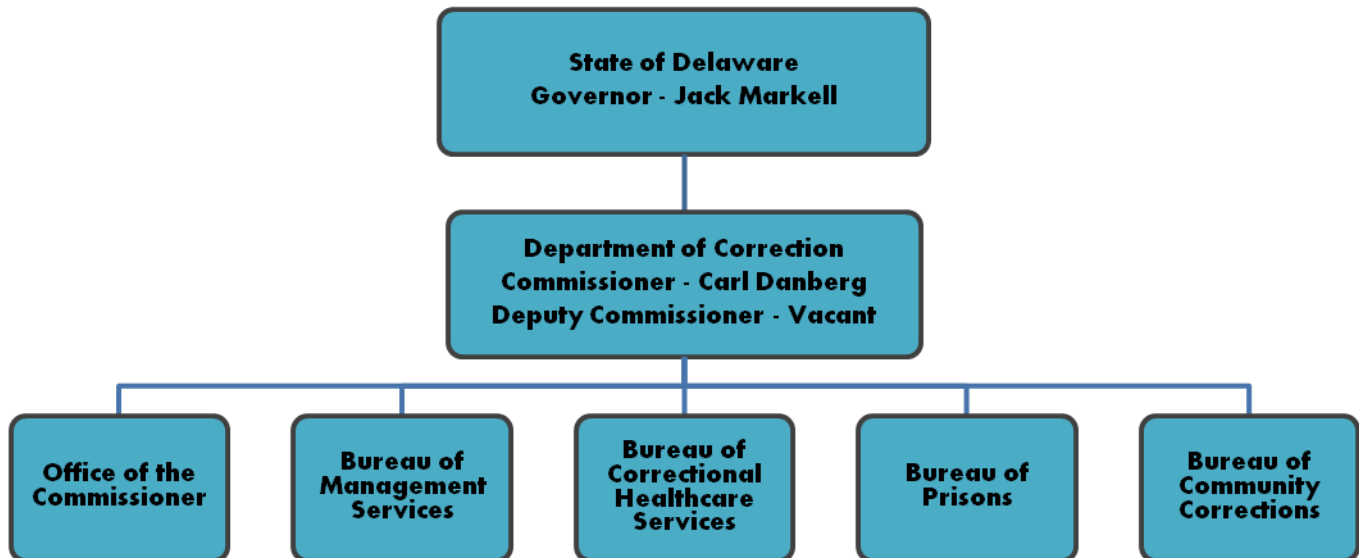 State of Delaware
Governor - Jack Markell
Department of Correction
Commissioner - Carl Danberg
Deputy Commissioner - Vacant
Office of the
Commissioner
Bureau of
Management
Services
Bureau of
Correctional
Healthcare
Services
Bureau of
Prisons
Bureau of
Community
Corrections